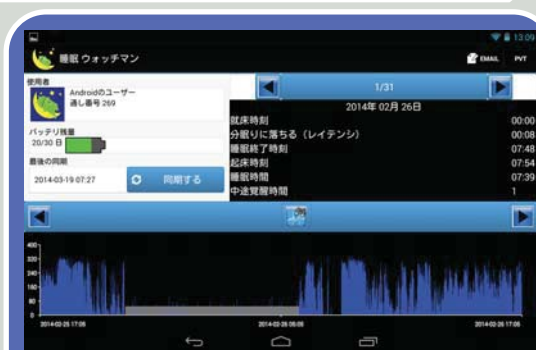 13:09
睡眠 ウォッチマン
EMAIL
PVT
使用者
Androidのユーザー
通し番号 269
バッテリ残量
20/30 日
最後の同期
2014-03-19 07:27
同期する
1/31
2014年 02月 26日
就床時刻 00:00
分眠りに落ちる（レイテンシ） 00:08
睡眠終了時刻 07:48
起床時刻 07:54
睡眠時間 07:39
中途覚醒時間 1
400
320
240
160
80
0
2014-02-25 17:05
2014-02-26 05:05
2014-02-26 17:05